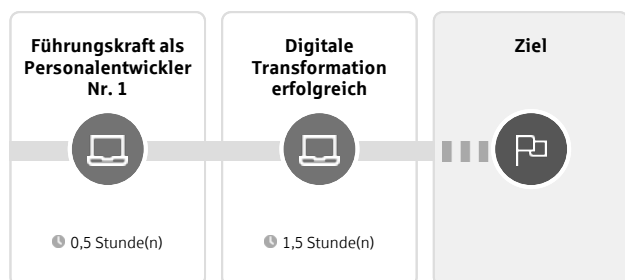 Führungskraft als
Personalentwickler
Nr. 1
0,5 Stunde(n)
Digitale
Transformation
erfolgreich
1,5 Stunde(n)
Ziel